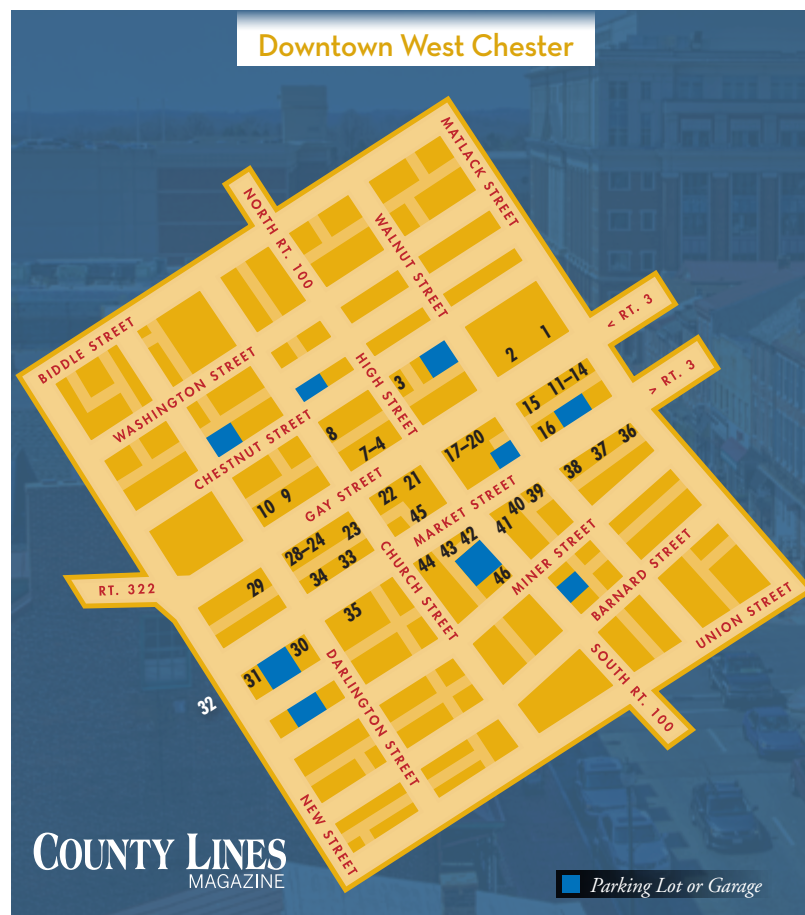 Downtown West Chester
MATLACK STREET
NORTH RT. 100
WALNUT STREET
< RT. 3
BIDDLE STREET
> RT. 3
WASHINGTON STREET
HIGH STREET
1
2
3
CHESTNUT STREET
8
7–4
15
11–14
16
17–20
GAY STREET
10
9
22
21
45
MARKET STREET
38
37
36
28–24
23
34
33
CHURCH STREET
41
40
39
44
43
42
46
MINER STREET
BARNARD STREET
UNION STREET
RT. 322
29
35
30
31
32
DARLINGTON STREET
SOUTH RT. 100
NEW STREET
COUNTY LINES
MAGAZINE
Parking Lot or Garage